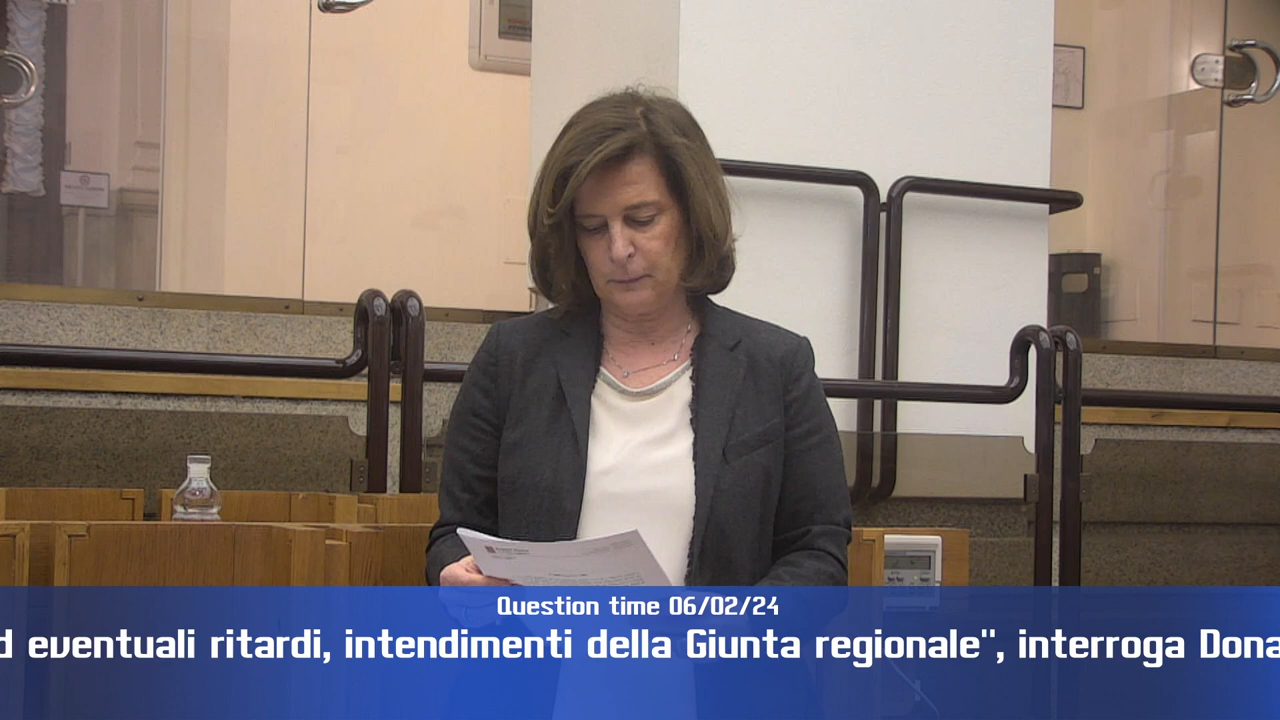 Question time 06/02/24
d eventuali ritardi, intendimenti della Giunta regionale", interroga Dona